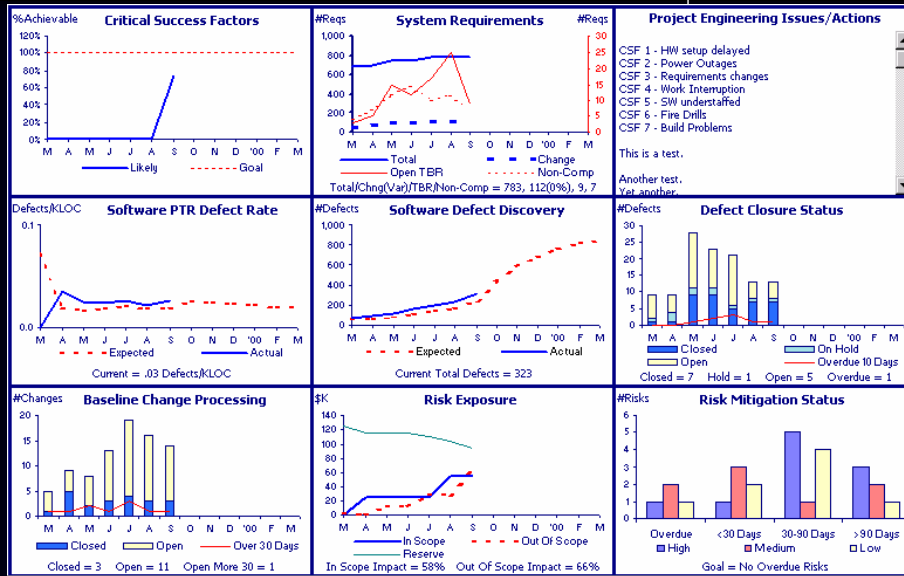 %Achievable Critical Success Factors
120%
100%
80%
60%
40%
20%
0%
M A M J J A S O N D '00 F M
Likely Goal
#Reqs System Requirements #Reqs
1,000 30
800 25
600 20
400 15
200 10
0 5
0
M A M J J A S O N D '00 F M
Total Change
Open TBR Non-Comp
Total/Chng(Var)/TBR/Non-Comp = 783, 112(0%), 9, 7
Project Engineering Issues/Actions
CSF 1 - HW setup delayed
CSF 2 - Power Outages
CSF 3 - Requirements changes
CSF 4 - Work Interruption
CSF 5 - SW understaffed
CSF 6 - Fire Drills
CSF 7 - Build Problems
This is a test.
Another test.
Yet another.
Defects/KLOC Software PTR Defect Rate
0.1
0.0
M A M J J A S O N D '00 F M
Expected Actual
Current = .03 Defects/KLOC
#Defects Software Defect Discovery
1,000
800
600
400
200
0
M A M J J A S O N D '00 F M
Expected Actual
Current Total Defects = 323
#Defects Defect Closure Status
30
25
20
15
10
5
0
M A M J J A S O N D '00 F M
Closed On Hold
Open Overdue 10 Days
Closed = 7 Hold = 1 Open = 5 Overdue = 1
#Changes Baseline Change Processing
20
15
10
5
0
M A M J J A S O N D '00 F M
Closed Open Over 30 Days
Closed = 3 Open = 11 Open More 30 = 1
$K Risk Exposure
140
120
100
80
60
40
20
0
M A M J J A S O N D '00 F M
In Scope Out Of Scope
Reserve
In Scope Impact = 58% Out Of Scope Impact = 66%
#Risks Risk Mitigation Status
6
5
4
3
2
1
0
Overdue <30 Days 30-90 Days >90 Days
High Medium Low
Goal = No Overdue Risks